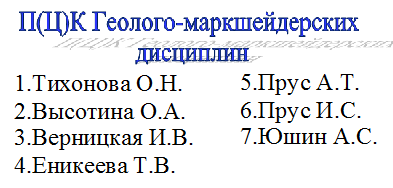 П(Ц)К Геолого-маркшейдерских
дисциплин
1.Тихонова О.Н.
2.Высотина О.А.
3.Верницкая И.В.
4.Еникеева Т.В.
5.Прус А.Т.
6.Прус И.С.
7.Юшин А.С.